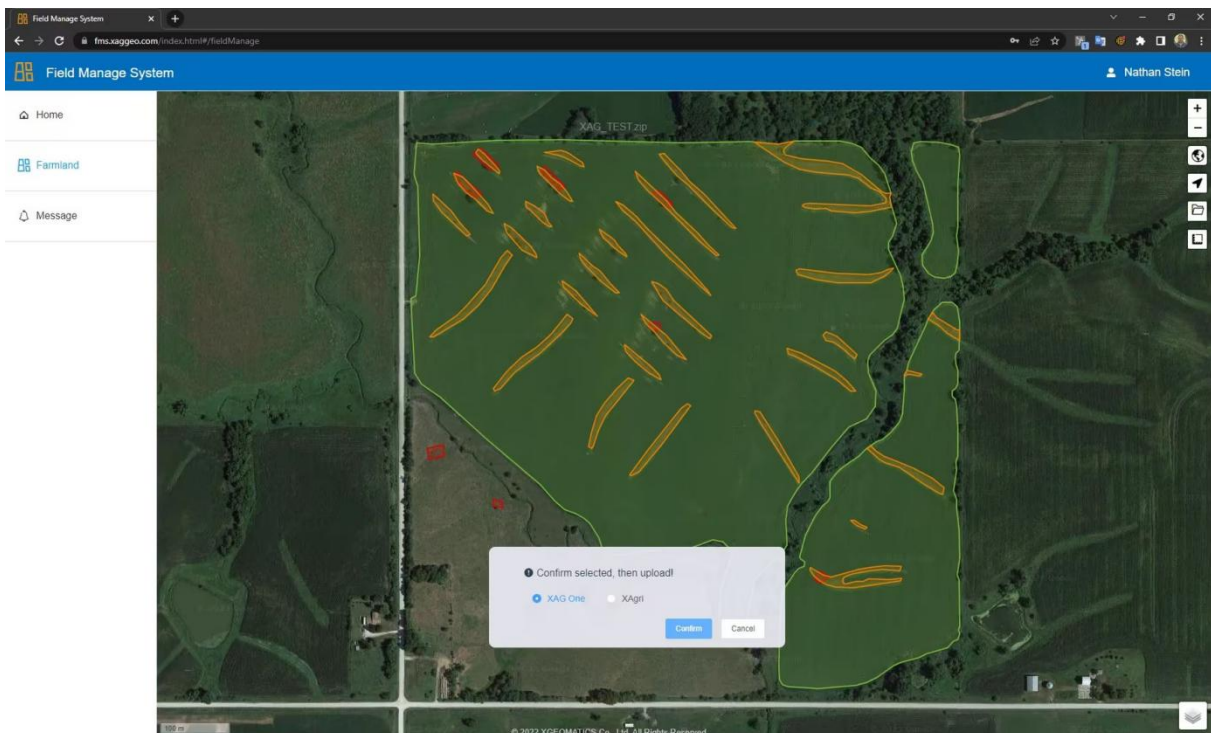 Field Manage System
fms.xaggeo.com/index.html#/fieldManage
Field Manage System
Nathan Stein
Home
Farmland
Message
XAG_TEST.zip
Confirm selected, then upload!
XAG One
XAgri
Confirm
Cancel
100 m
© 2022 XGEOMATICS Co., Ltd. All Rights Reserved